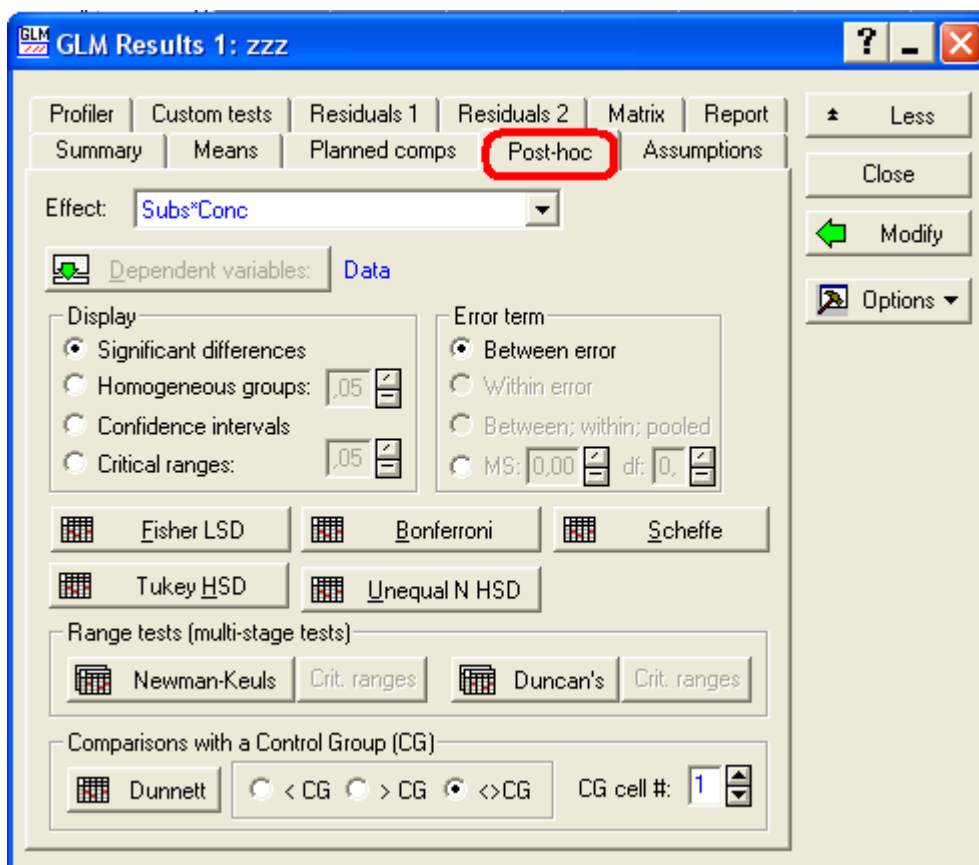 GLM GLM Results 1: zzz ?
Profiler Custom tests Residuals 1 Residuals 2 Matrix Report
Summary Means Planned comps Post-hoc Assumptions
Less
Close
Modify
Options
Effect: Subs*Conc
Dependent variables: Data
Display
Significant differences
Homogeneous groups: ,05
Confidence intervals
Critical ranges: ,05
Error term
Between error
Within error
Between; within; pooled
MS: 0,00 df: 0,
Fisher LSD Bonferroni Scheffe
Tukey HSD Unequal N HSD
Range tests (multi-stage tests)
Newman-Keuls Crit. ranges Duncan's Crit. ranges
Comparisons with a Control Group (CG)
Dunnett < CG > CG <>CG CG cell #: 1